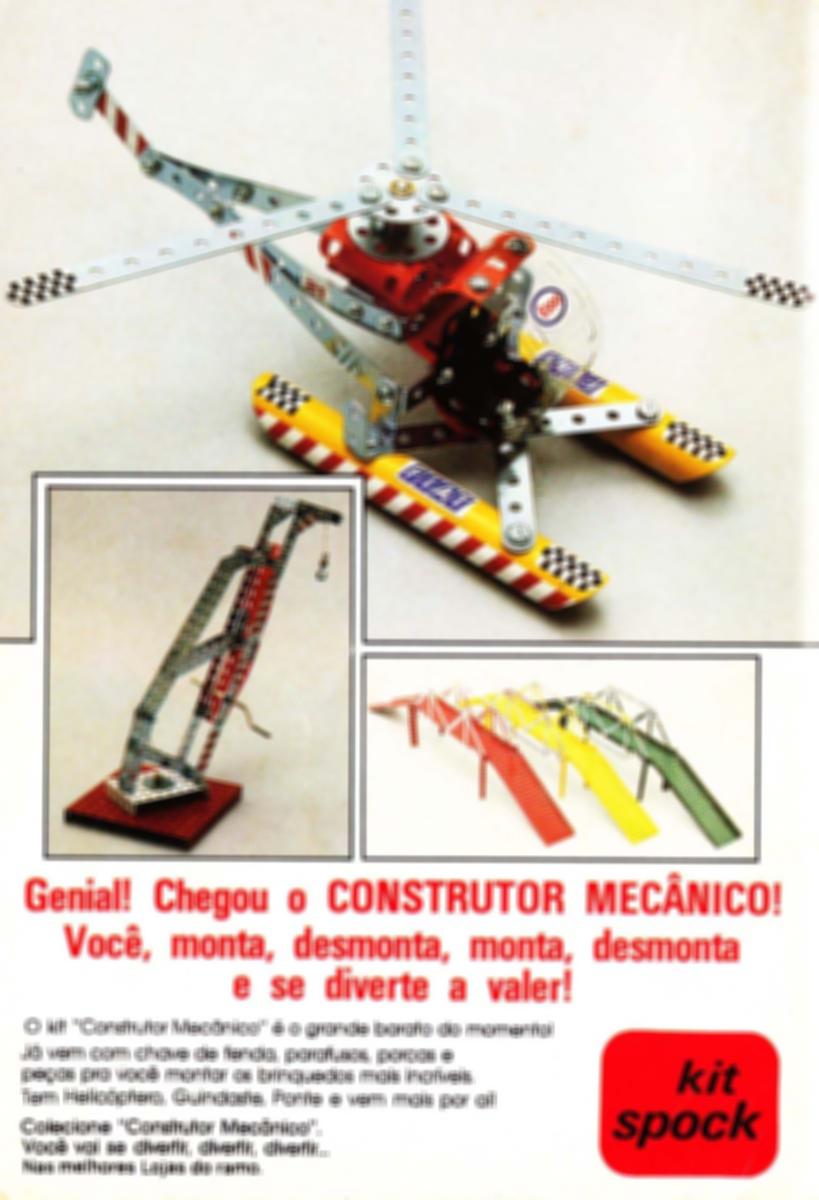 Genial! Chegou o CONSTRUTOR MECÂNICO!
Você, monta, desmonta, monta, desmonta
e se diverte a valer!
O kit "Construtor Mecânico" é o grande barato do momento!
Já vem com chave de fenda, parafusos, porcas e
peças pra você montar os brinquedos mais incríveis.
Tem Helicóptero, Guindaste, Ponte e vem mais por aí!
Colecione "Construtor Mecânico".
Você vai se divertir, divertir, divertir...
Nas melhores Lojas do ramo.
kit
spock